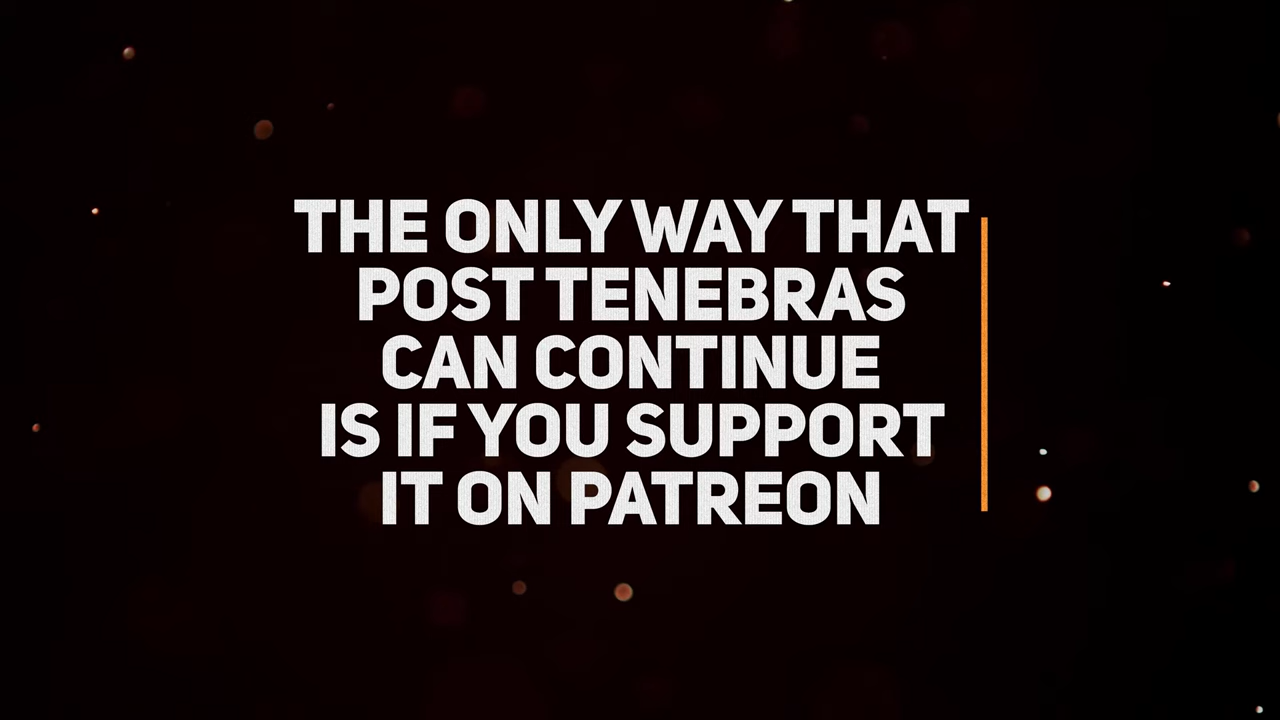 THE ONLY WAY THAT
POST TENEBRAS
CAN CONTINUE
IS IF YOU SUPPORT
IT ON PATREON